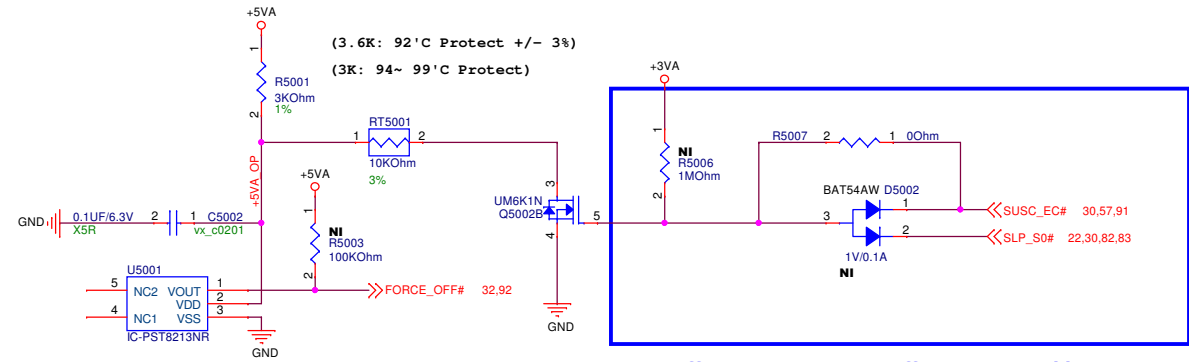 +5VA
(3.6K: 92'C Protect +/- 3%)
(3K: 94~ 99'C Protect)
1
R5001
3KOhm
1%
2
+3VA
RT5001
1
2
10KOhm
3%
+5VA_OP
+5VA
1
NI
R5003
100KOhm
2
GND
0.1UF/6.3V
X5R
2
1
C5002
vx_c0201
UM6K1N
Q5002B
3
4
5
GND
1
NI
R5006
1MOhm
2
R5007
2
1
0Ohm
BAT54AW
D5002
3
1
2
1V/0.1A
NI
SUSC_EC# 30,57,91
SLP_S0# 22,30,82,83
U5001
5 NC2 VOUT 1
VDD 2
4 NC1 VSS 3
IC-PST8213NR
FORCE_OFF# 32,92
GND